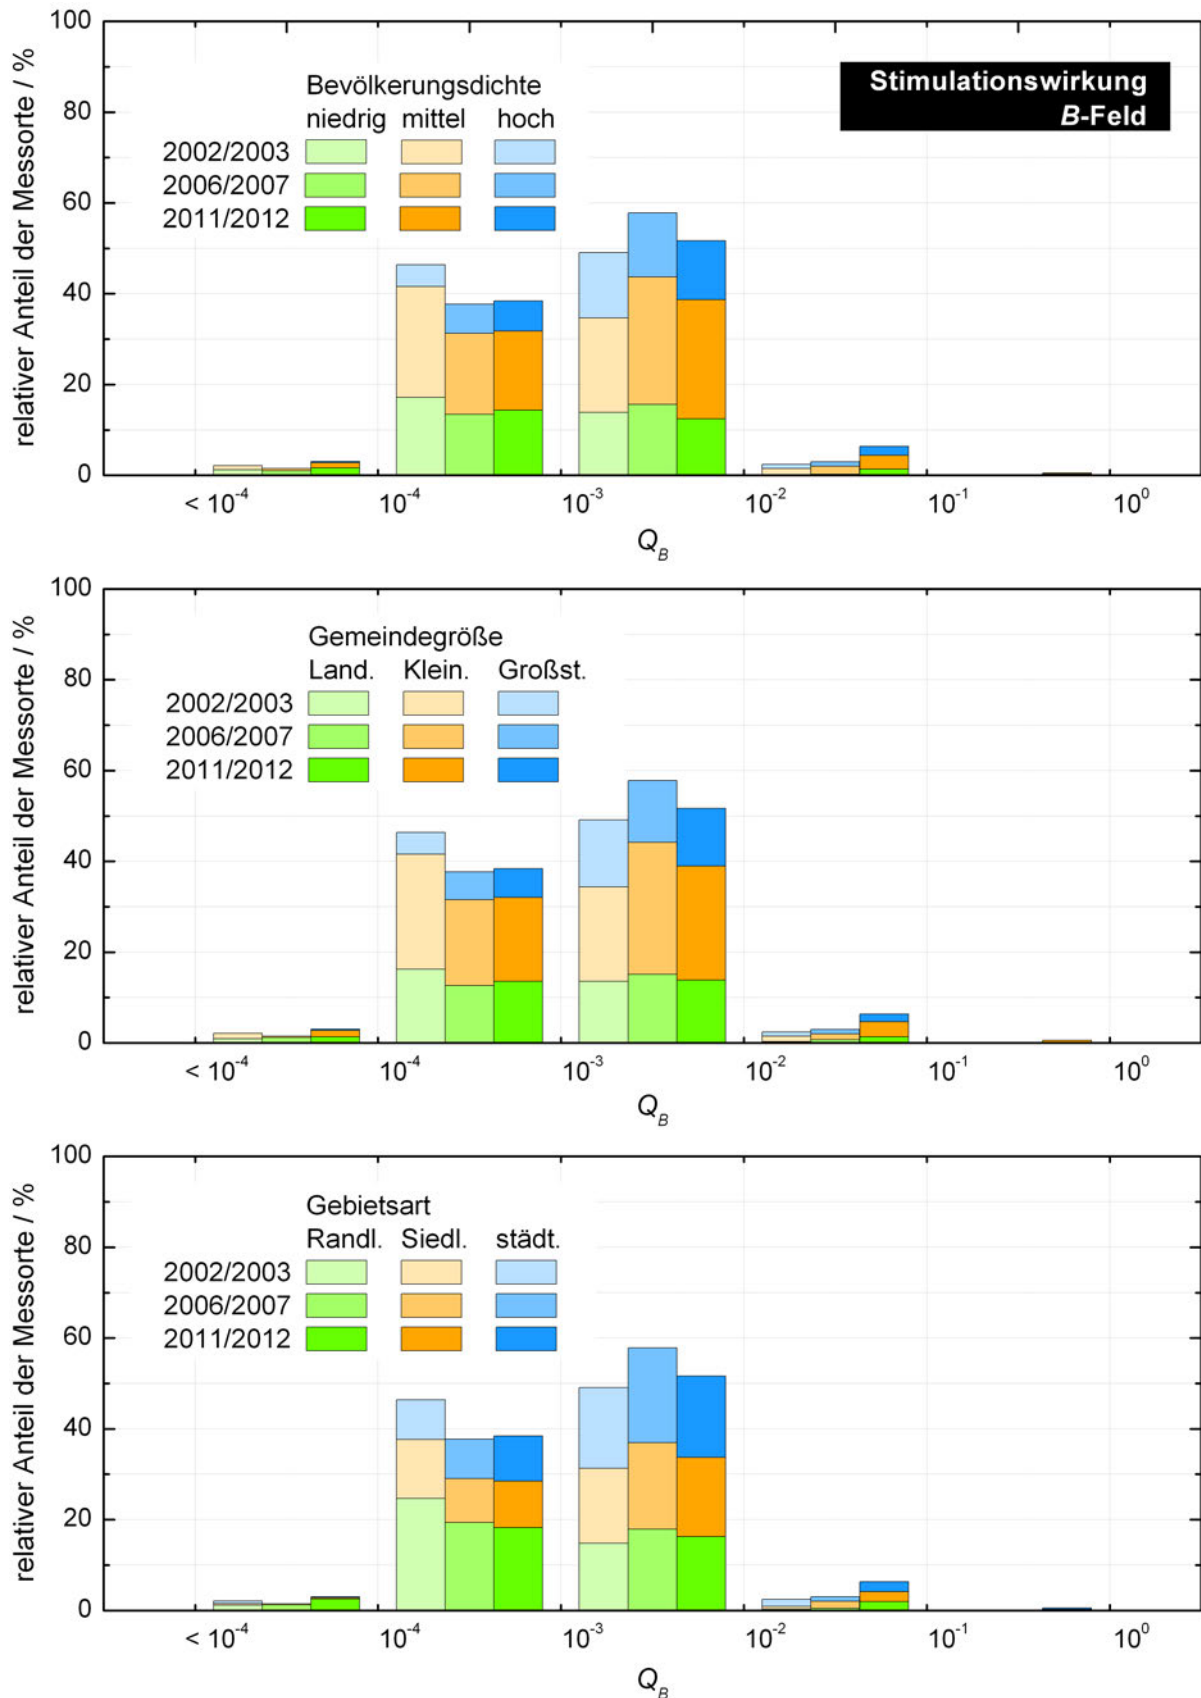 Stimulationswirkung
B-Feld
relativer Anteil der Messorte / %
100
80
60
40
20
0
Bevölkerungsdichte
niedrig mittel hoch
2002/2003
2006/2007
2011/2012
< 10⁻⁴ 10⁻⁴ 10⁻³ 10⁻² 10⁻¹ 10⁰
Q_B
relativer Anteil der Messorte / %
100
80
60
40
20
0
Gemeindegröße
Land. Klein. Großst.
2002/2003
2006/2007
2011/2012
< 10⁻⁴ 10⁻⁴ 10⁻³ 10⁻² 10⁻¹ 10⁰
Q_B
relativer Anteil der Messorte / %
100
80
60
40
20
0
Gebietsart
Randl. Siedl. städt.
2002/2003
2006/2007
2011/2012
< 10⁻⁴ 10⁻⁴ 10⁻³ 10⁻² 10⁻¹ 10⁰
Q_B